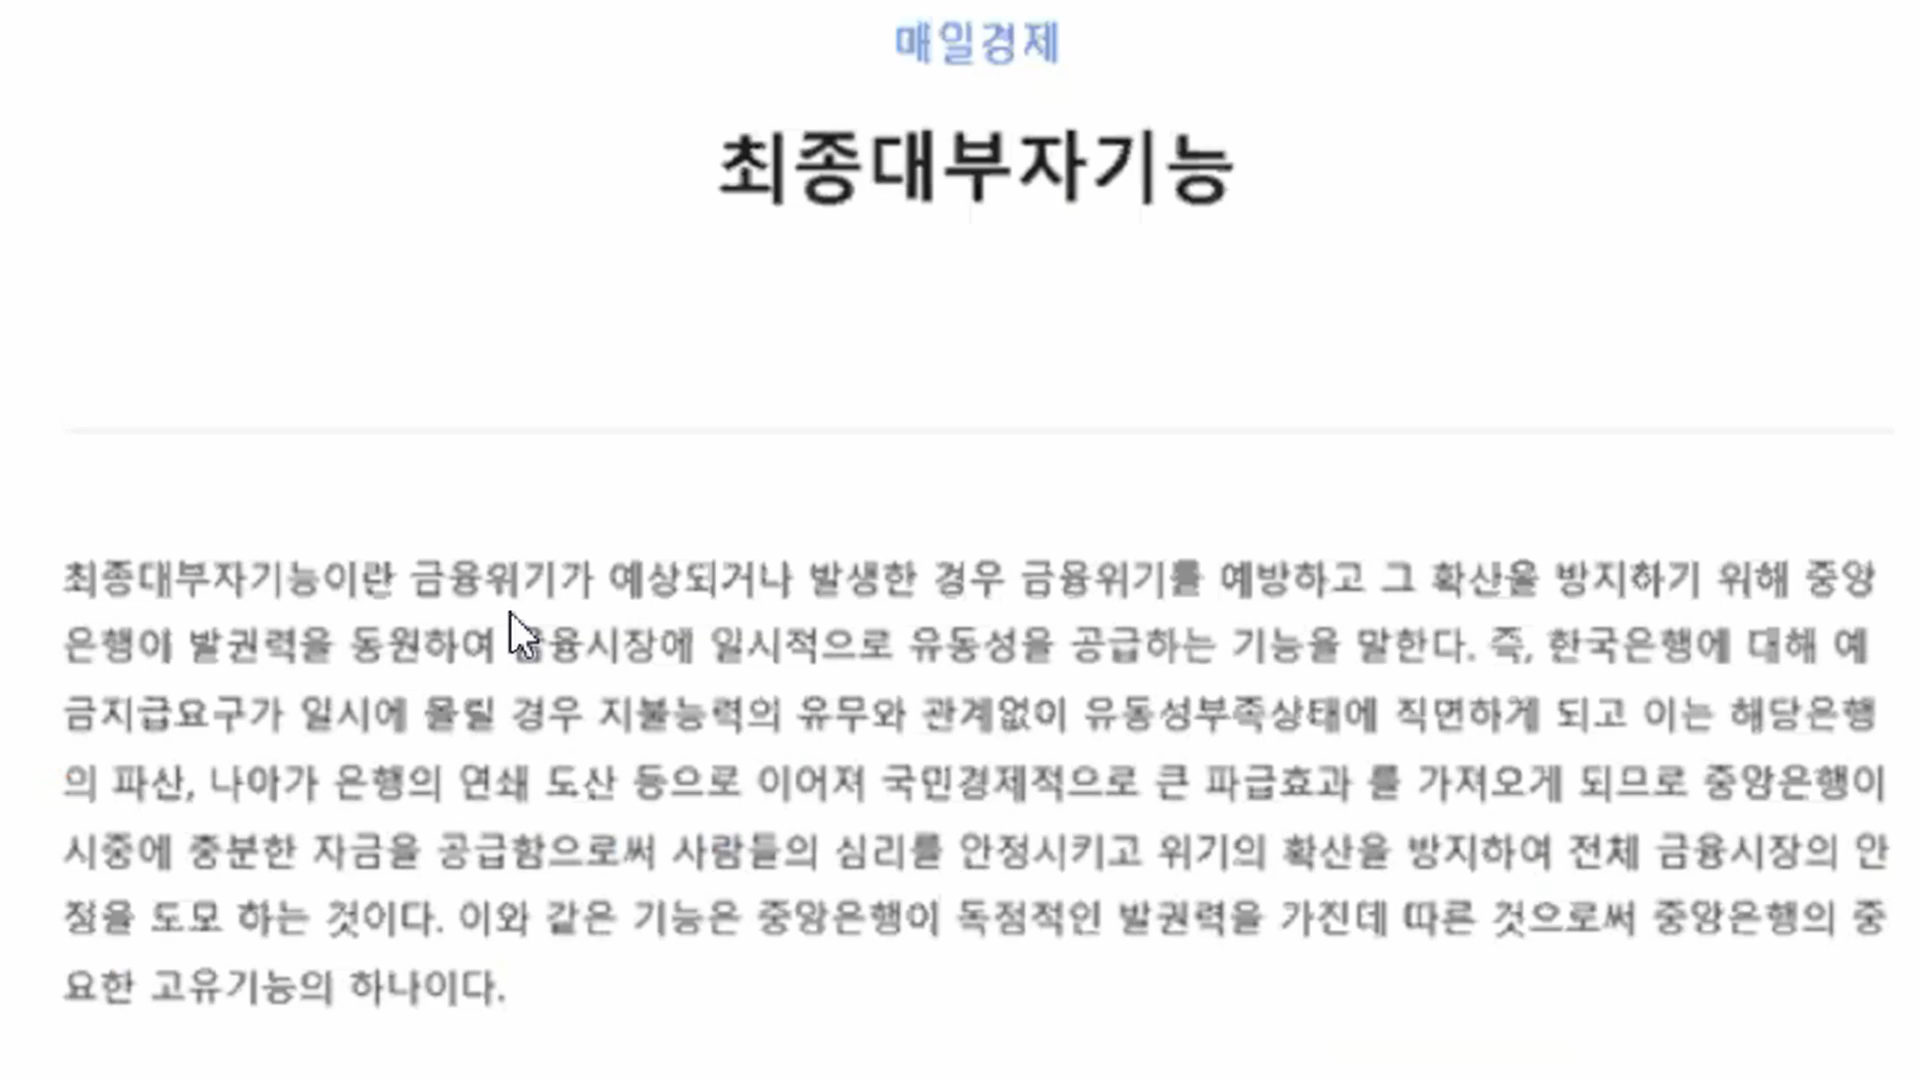 매일경제
최종대부자기능
최종대부자기능이란 금융위기가 예상되거나 발생한 경우 금융위기를 예방하고 그 확산을 방지하기 위해 중앙
은행이 발권력을 동원하여 금융시장에 일시적으로 유동성을 공급하는 기능을 말한다. 즉, 한국은행에 대해 예
금지급요구가 일시에 몰릴 경우 지불능력의 유무와 관계없이 유동성부족상태에 직면하게 되고 이는 해당은행
의 파산, 나아가 은행의 연쇄 도산 등으로 이어져 국민경제적으로 큰 파급효과 를 가져오게 되므로 중앙은행이
시중에 충분한 자금을 공급함으로써 사람들의 심리를 안정시키고 위기의 확산을 방지하여 전체 금융시장의 안
정을 도모 하는 것이다. 이와 같은 기능은 중앙은행이 독점적인 발권력을 가진데 따른 것으로써 중앙은행의 중
요한 고유기능의 하나이다.